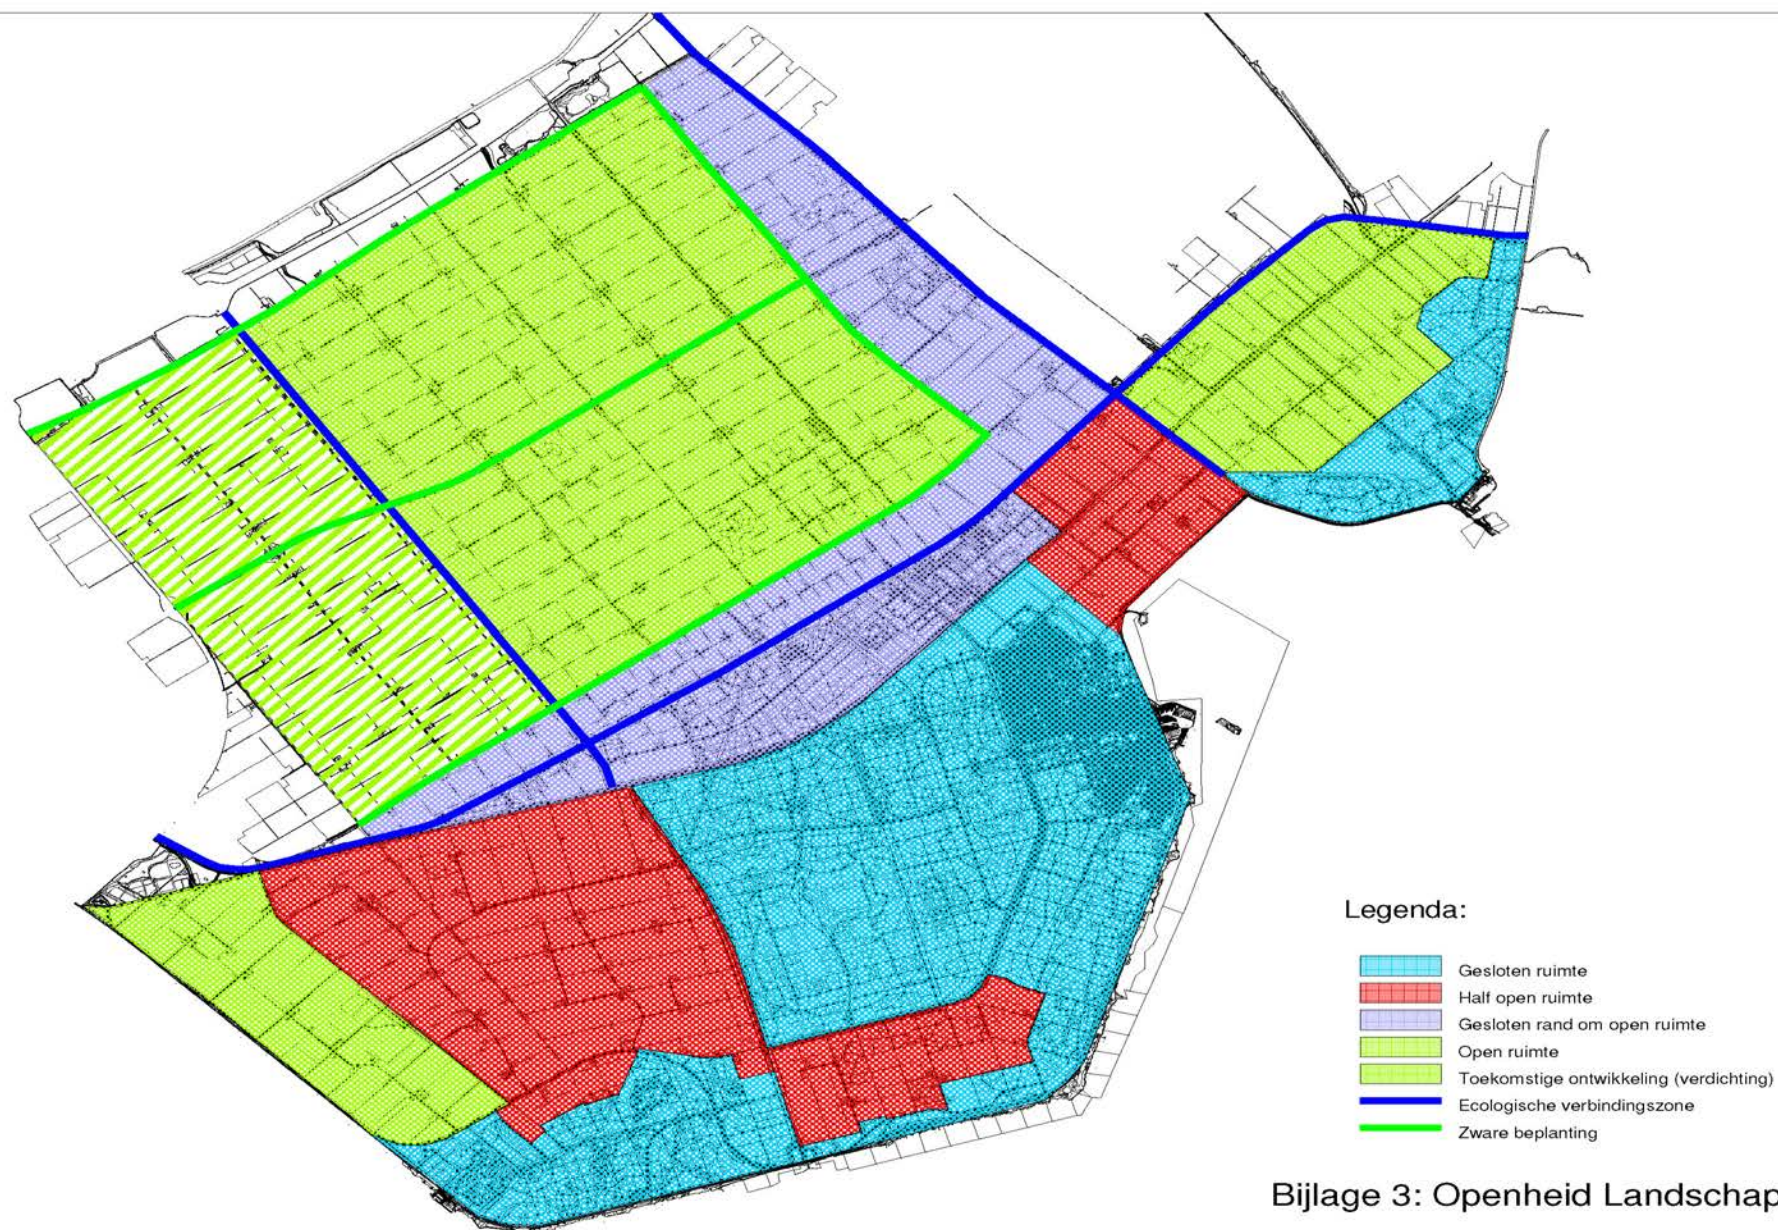 Legenda:
Gesloten ruimte
Half open ruimte
Gesloten rand om open ruimte
Open ruimte
Toekomstige ontwikkeling (verdichting)
Ecologische verbindingszone
Zware beplanting
Bijlage 3: Openheid Landschap